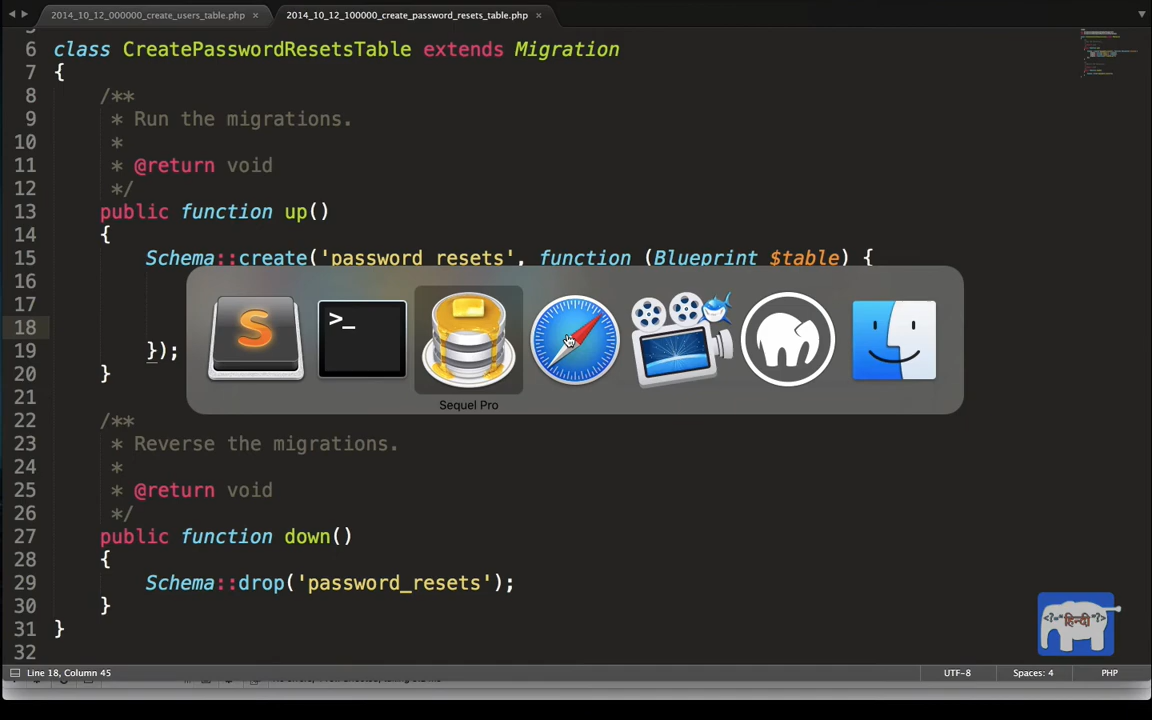 2014_10_12_000000_create_users_table.php ×
2014_10_12_100000_create_password_resets_table.php ×
6 class CreatePasswordResetsTable extends Migration
7 {
8 /**
9 * Run the migrations.
10 *
11 * @return void
12 */
13 public function up()
14 {
15 Schema::create('password_resets', function (Blueprint $table) {
16
17
18
19 });
20 }
21
22 /**
23 * Reverse the migrations.
24 *
25 * @return void
26 */
27 public function down()
28 {
29 Schema::drop('password_resets');
30 }
31 }
32
S
>_
Sequel Pro
<?="हिन्दी"?>
Line 18, Column 45
UTF-8
Spaces: 4
PHP